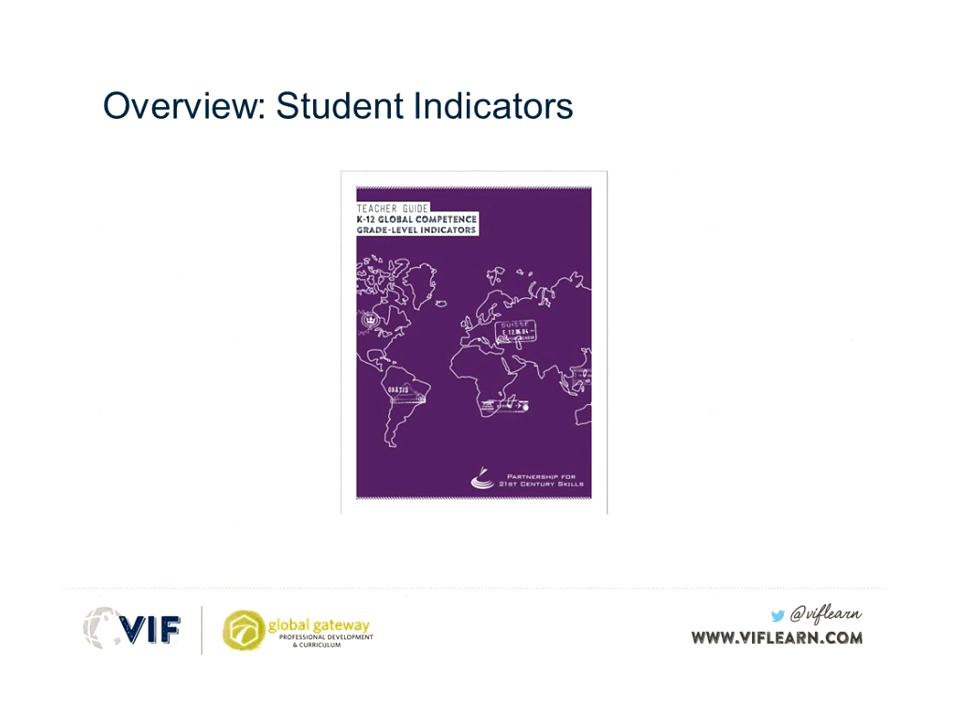 Overview: Student Indicators
TEACHER GUIDE
K-12 GLOBAL COMPETENCE
GRADE-LEVEL INDICATORS
SUISSE
GRATIS
PARTNERSHIP FOR
21ST CENTURY SKILLS
VIF
global gateway
PROFESSIONAL DEVELOPMENT
& CURRICULUM
@viflearn
WWW.VIFLEARN.COM